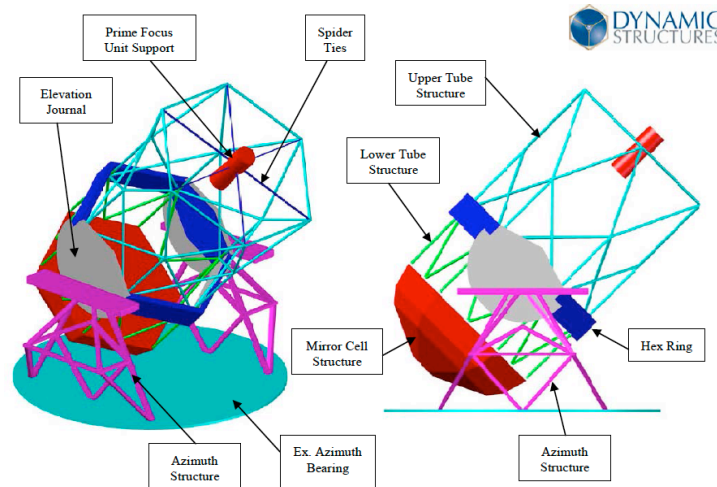 DYNAMIC
STRUCTURES
Prime Focus
Unit Support
Spider
Ties
Elevation
Journal
Upper Tube
Structure
Lower Tube
Structure
Mirror Cell
Structure
Hex Ring
Azimuth
Structure
Ex. Azimuth
Bearing
Azimuth
Structure